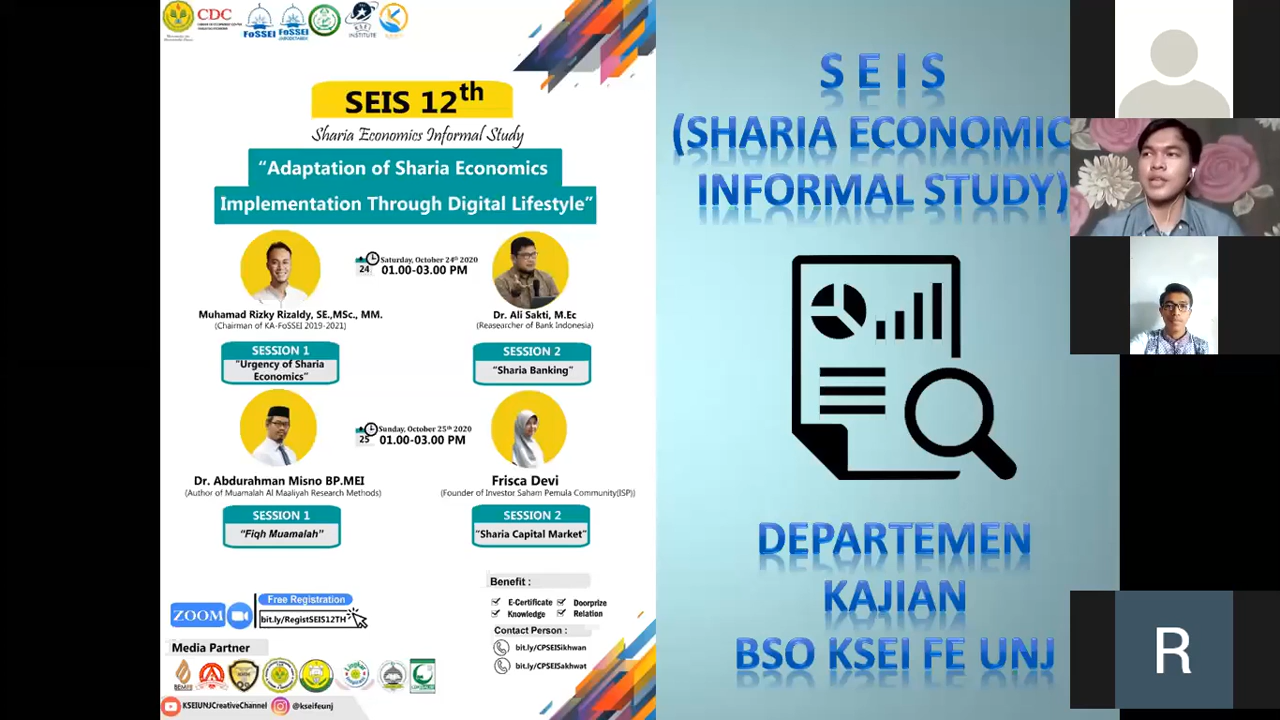 CDC
FoSSEI
FoSSEI
INSTITUTE
SEIS 12th
Sharia Economics Informal Study
“Adaptation of Sharia Economics
Implementation Through Digital Lifestyle”
24
Saturday, October 24th 2020
01.00-03.00 PM
Muhamad Rizky Rizaldy, SE.,MSc., MM.
(Chairman of KA-FoSSEI 2019-2021)
Dr. Ali Sakti, M.Ec
(Reasearcher of Bank Indonesia)
SESSION 1
“Urgency of Sharia
Economics”
SESSION 2
“Sharia Banking”
25
Sunday, October 25th 2020
01.00-03.00 PM
Dr. Abdurahman Misno BP.MEI
(Author of Muamalah Al Maaliyah Research Methods)
Frisca Devi
(Founder of Investor Saham Pemula Community(ISP))
SESSION 1
“Fiqh Muamalah”
SESSION 2
“Sharia Capital Market”
ZOOM
Free Registration
bit.ly/RegistSEIS12TH
Benefit :
E-Certificate
Doorprize
Knowledge
Relation
Contact Person :
bit.ly/CPSEISikhwan
bit.ly/CPSEISakhwat
Media Partner
KSEIUNJCreativeChannel
@kseifeunj
S E I S
(SHARIA ECONOMIC
INFORMAL STUDY)
DEPARTEMEN
KAJIAN
BSO KSEI FE UNJ
R